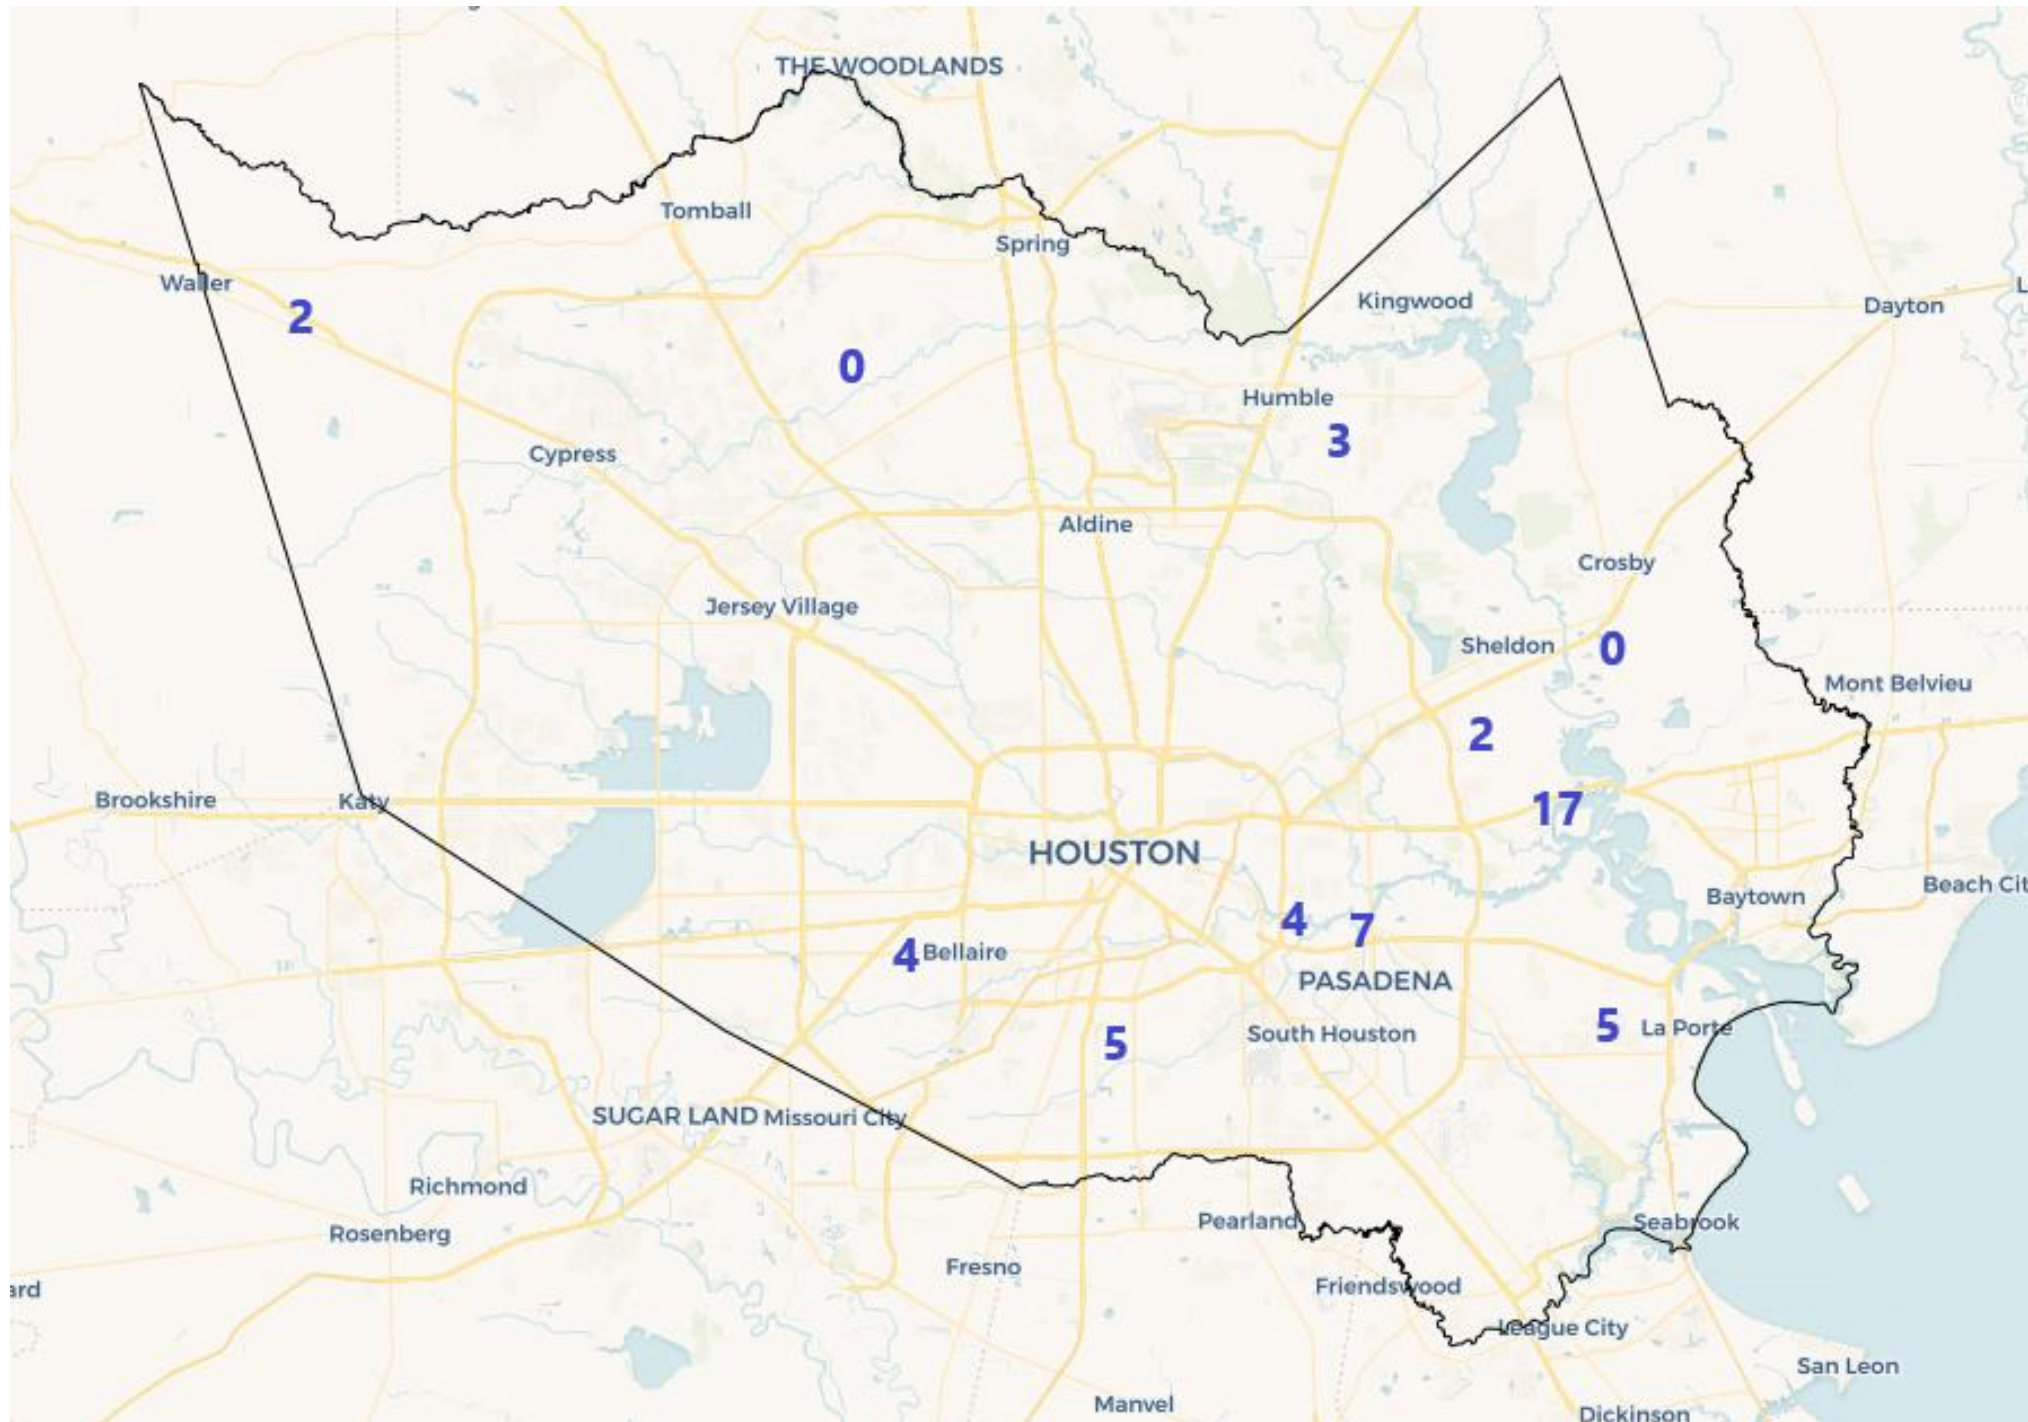 THE WOODLANDS
Tomball
Spring
Waller
2
Kingwood
Dayton
0
Humble
3
Cypress
Aldine
Crosby
Jersey Village
Sheldon
0
Mont Belvieu
2
Brookshire
Katy
17
HOUSTON
Beach Cit
Baytown
4
7
4
Bellaire
PASADENA
5
South Houston
5
La Porte
SUGAR LAND
Missouri City
Richmond
Rosenberg
Pearland
Seabrook
Fresno
Friendswood
ard
League City
San Leon
Manvel
Dickinson